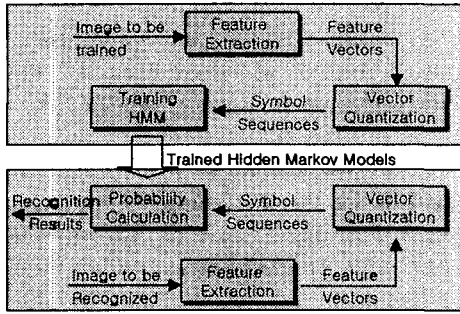 Image to be
trained
Feature
Extraction
Feature
Vectors
Training
HMM
Symbol
Sequences
Vector
Quantization
Trained Hidden Markov Models
Recognition
Results
Probability
Calculation
Symbol
Sequences
Vector
Quantization
Image to be
Recognized
Feature
Extraction
Feature
Vectors